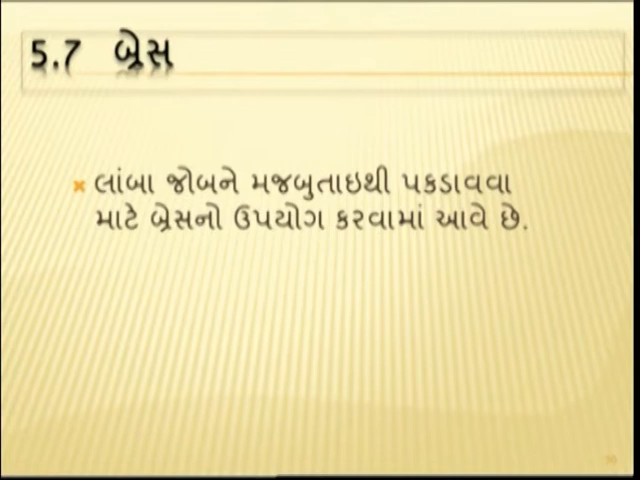 5.7 બ્રેસ
લાંબા જોબને મજબુતાઇથી પકડાવવા
માટે બ્રેસનો ઉપયોગ કરવામાં આવે છે.